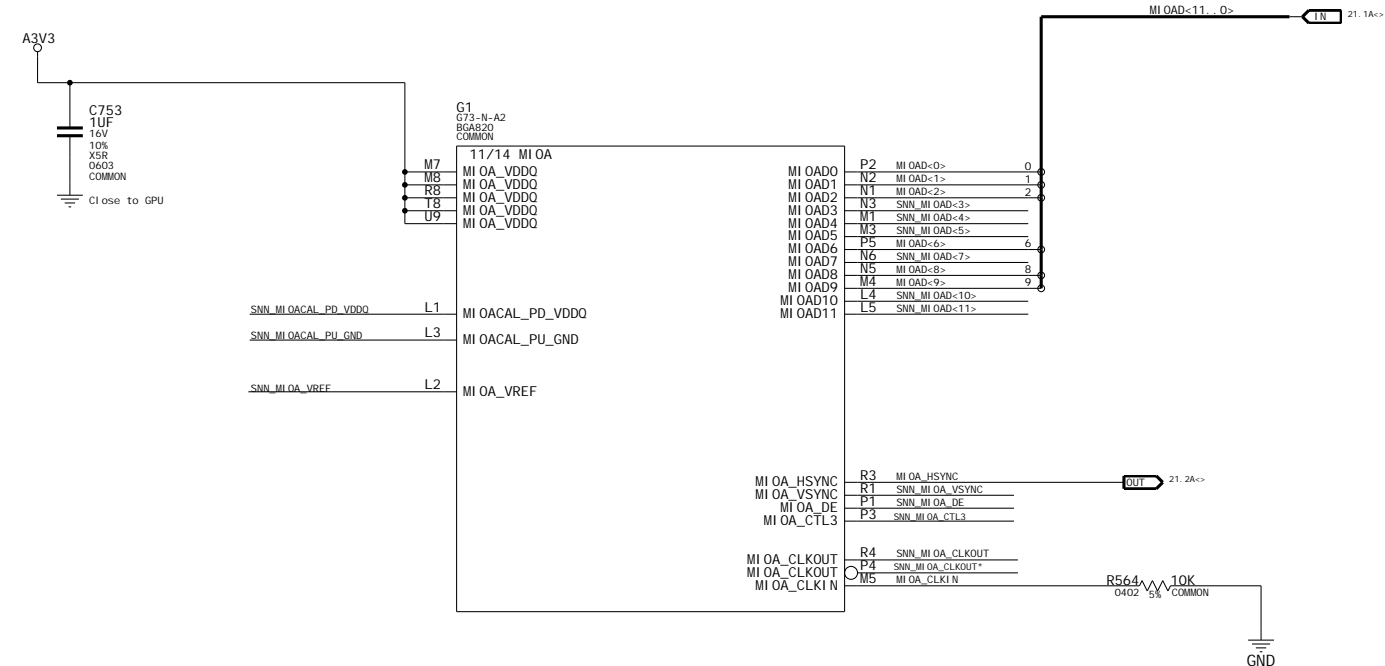 MIOAD<11..0>
IN
21.1A<>
A3V3
C753
1UF
16V
10%
X5R
0603
COMMON
Close to GPU
G1
G73-N-A2
BGA820
COMMON
11/14 MIOA
M7 MIOA_VDDQ
M8 MIOA_VDDQ
R8 MIOA_VDDQ
T8 MIOA_VDDQ
U9 MIOA_VDDQ
SNN_MIOACAL_PD_VDDQ L1 MIOACAL_PD_VDDQ
SNN_MIOACAL_PU_GND L3 MIOACAL_PU_GND
SNN_MIOA_VREF L2 MIOA_VREF
MIOAD0 P2 MIOAD<0> 0
MIOAD1 N2 MIOAD<1> 1
MIOAD2 N1 MIOAD<2> 2
MIOAD3 N3 SNN_MIOAD<3>
MIOAD4 M1 SNN_MIOAD<4>
MIOAD5 M3 SNN_MIOAD<5>
MIOAD6 P5 MIOAD<6> 6
MIOAD7 N6 SNN_MIOAD<7>
MIOAD8 N5 MIOAD<8> 8
MIOAD9 M4 MIOAD<9> 9
MIOAD10 L4 SNN_MIOAD<10>
MIOAD11 L5 SNN_MIOAD<11>
MIOA_HSYNC R3 MIOA_HSYNC OUT 21.2A<>
MIOA_VSYNC R1 SNN_MIOA_VSYNC
MIOA_DE P1 SNN_MIOA_DE
MIOA_CTL3 P3 SNN_MIOA_CTL3
MIOA_CLKOUT R4 SNN_MIOA_CLKOUT
MIOA_CLKOUT P4 SNN_MIOA_CLKOUT*
MIOA_CLKIN M5 MIOA_CLKIN
R564 10K
0402 5% COMMON
GND